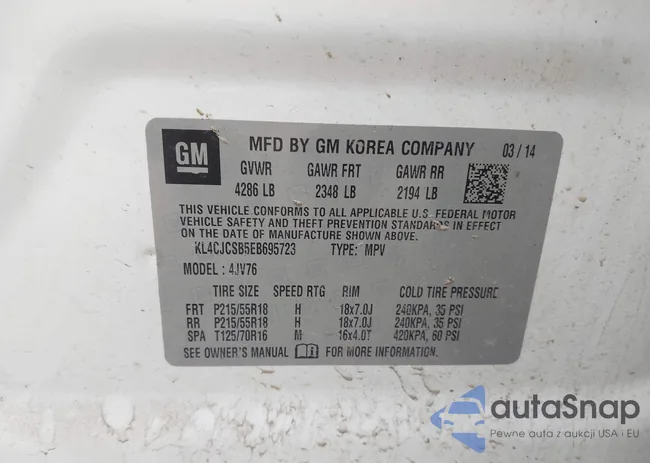 GM
MFD BY GM KOREA COMPANY 03/14
GVWR GAWR FRT GAWR RR
4286 LB 2348 LB 2194 LB
THIS VEHICLE CONFORMS TO ALL APPLICABLE U.S. FEDERAL MOTOR
VEHICLE SAFETY AND THEFT PREVENTION STANDARDS IN EFFECT
ON THE DATE OF MANUFACTURE SHOWN ABOVE.
KL4CJCSB5EB695723 TYPE: MPV
MODEL: 4JV76
TIRE SIZE SPEED RTG RIM COLD TIRE PRESSURE
FRT P215/55R18 H 18x7.0J 240KPA, 35 PSI
RR P215/55R18 H 18x7.0J 240KPA, 35 PSI
SPA T125/70R16 M 16x4.0T 420KPA, 60 PSI
SEE OWNER'S MANUAL FOR MORE INFORMATION
autaSnap
Pewne auta z aukcji USA i EU